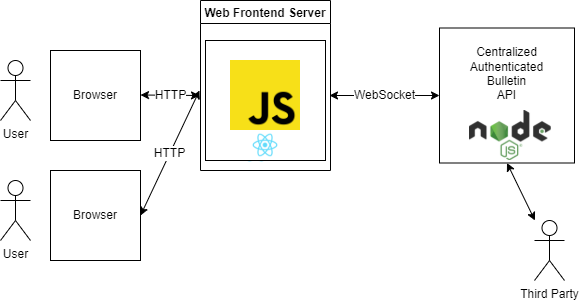 Web Frontend Server
User
Browser
HTTP
JS
WebSocket
Centralized
Authenticated
Bulletin
API
node
JS
HTTP
User
Browser
Third Party